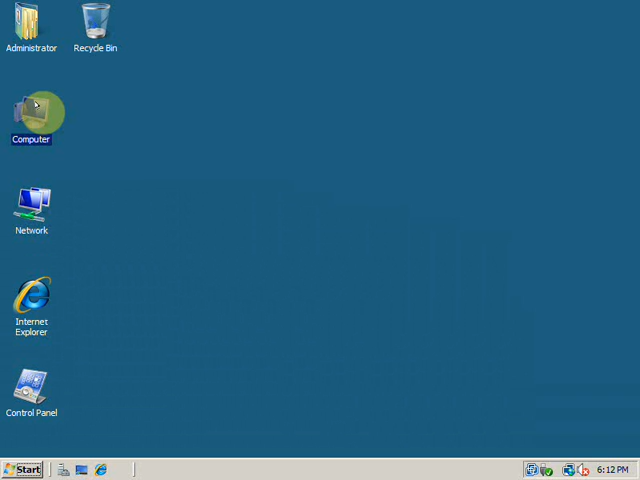 Administrator
Recycle Bin
Computer
Network
Internet
Explorer
Control Panel
Start
6:12 PM